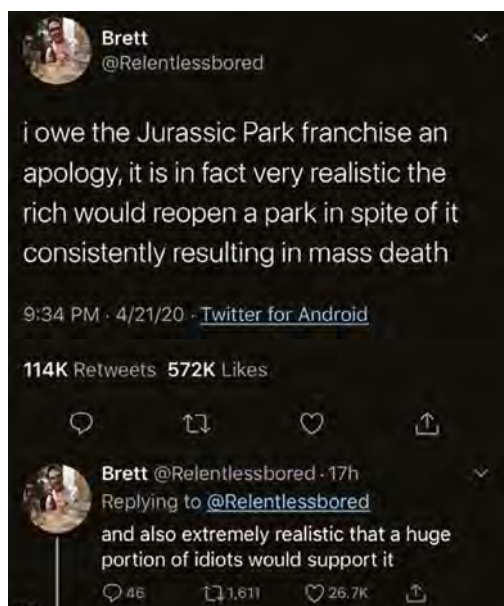 Brett
@Relentlessbored
i owe the Jurassic Park franchise an
apology, it is in fact very realistic the
rich would reopen a park in spite of it
consistently resulting in mass death
9:34 PM · 4/21/20 · Twitter for Android
114K Retweets 572K Likes
Brett @Relentlessbored · 17h
Replying to @Relentlessbored
and also extremely realistic that a huge
portion of idiots would support it
46 1,611 26.7K